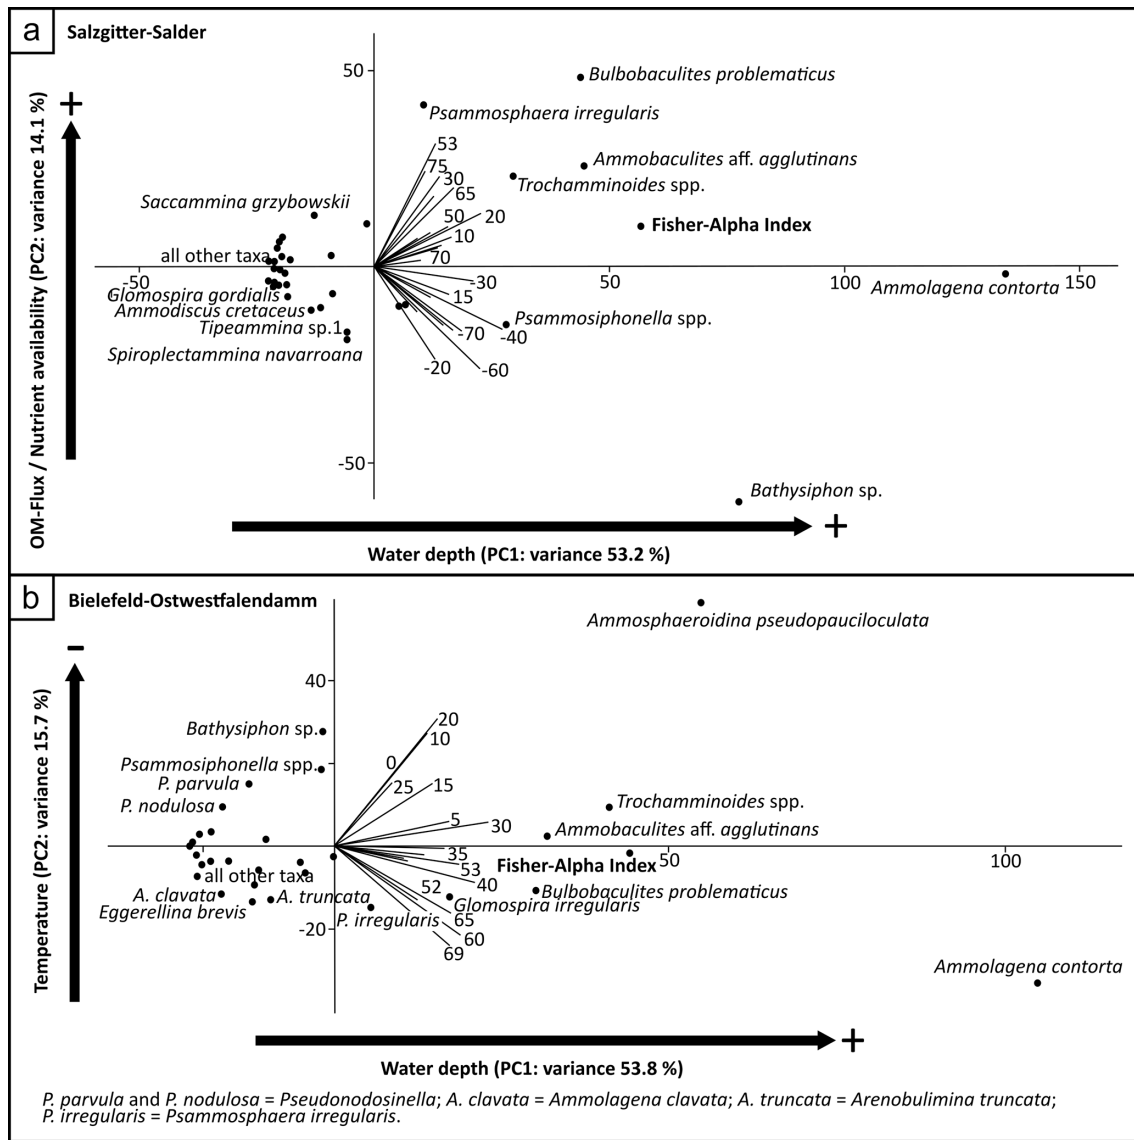 a
Salzgitter-Salder
50
Bulbobaculites problematicus
Psammosphaera irregularis
53
Ammobaculites aff. agglutinans
75
30
Trochamminoides spp.
65
Saccammina grzybowskii
50
20
Fisher-Alpha Index
10
all other taxa
70
-50
-30
50
100
Ammolagena contorta
150
Glomospira gordialis
15
Ammodiscus cretaceus
Psammosiphonella spp.
Tipeammina sp.1
-70
-40
Spiroplectammina navarroana
-20
-60
-50
Bathysiphon sp.
OM-Flux / Nutrient availability (PC2: variance 14.1 %)
+
+
Water depth (PC1: variance 53.2 %)
b
Bielefeld-Ostwestfalendamm
Ammosphaeroidina pseudopauciloculata
−
40
20
Bathysiphon sp.
10
0
Psammosiphonella spp.
P. parvula
25
15
P. nodulosa
Trochamminoides spp.
5
30
Ammobaculites aff. agglutinans
35
50
100
53
Fisher-Alpha Index
all other taxa
40
52
Bulbobaculites problematicus
A. clavata
A. truncata
Glomospira irregularis
Eggerellina brevis
P. irregularis
65
-20
60
69
Ammolagena contorta
Temperature (PC2: variance 15.7 %)
+
Water depth (PC1: variance 53.8 %)
P. parvula and P. nodulosa = Pseudonodosinella; A. clavata = Ammolagena clavata; A. truncata = Arenobulimina truncata;
P. irregularis = Psammosphaera irregularis.